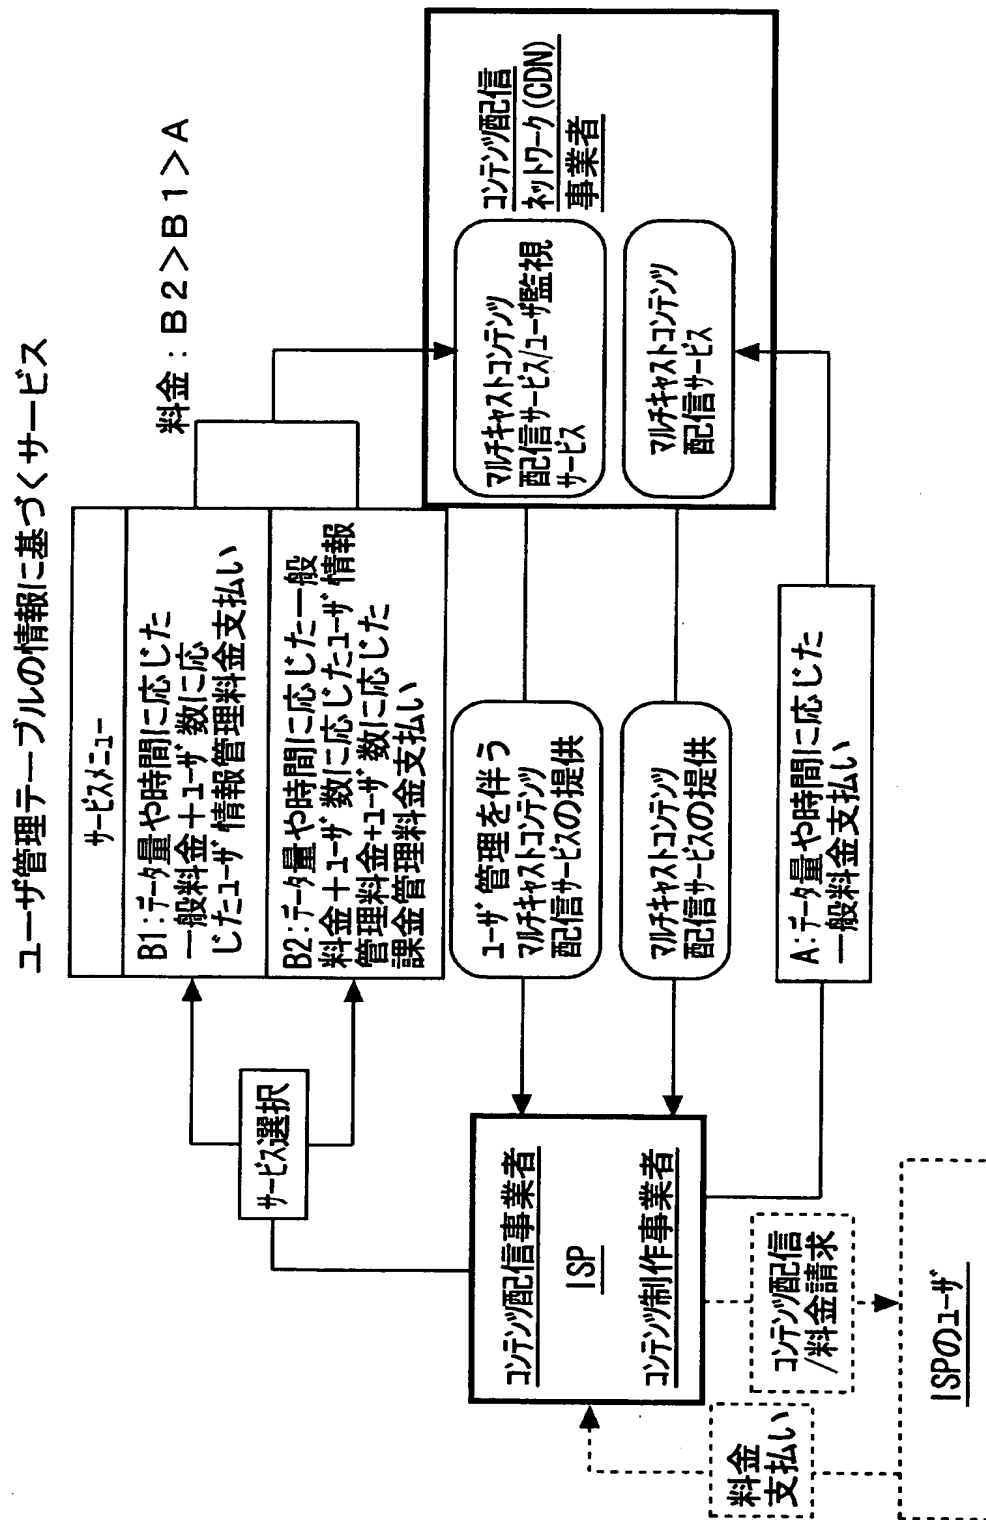 ユーザ管理テーブルの情報に基づくサービス
料金：B2＞B1＞A
サービスメニュー
B1：データ量や時間に応じた
一般料金＋ユーザ数に応
じたユーザ情報管理料金支払い
B2：データ量や時間に応じた一般
料金＋ユーザ数に応じたユーザ情報
管理料金＋ユーザ数に応じた
課金管理料金支払い
サービス選択
コンテンツ配信
ネットワーク(CDN)
事業者
マルチキャストコンテンツ
配信サービス/ユーザ監視
サービス
マルチキャストコンテンツ
配信サービス
ユーザ管理を伴う
マルチキャストコンテンツ
配信サービスの提供
マルチキャストコンテンツ
配信サービスの提供
コンテンツ配信事業者
ISP
コンテンツ制作事業者
A：データ量や時間に応じた
一般料金支払い
コンテンツ配信
/料金請求
料金
支払い
ISPのユーザ